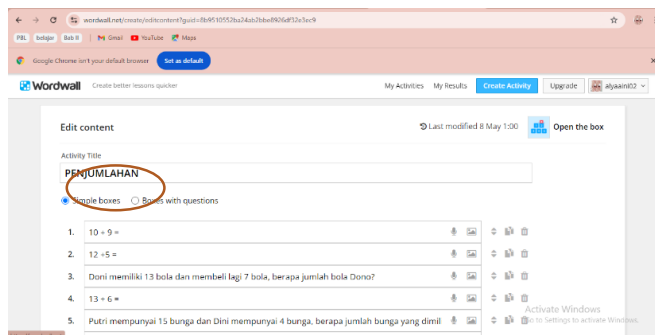 wordwall.net/create/editcontent?guid=8b9510552ba24ab2bbe8926df32e3ec9
PBL belajar Bab II Gmail YouTube Maps
Google Chrome isn't your default browser Set as default
Wordwall Create better lessons quicker My Activities My Results Create Activity Upgrade alyaaini02
Edit content Last modified 8 May 1:00 Open the box
Activity Title
PENJUMLAHAN
Simple boxes Boxes with questions
1. 10 + 9 =
2. 12 +5 =
3. Doni memiliki 13 bola dan membeli lagi 7 bola, berapa jumlah bola Dono?
4. 13 + 6 =
5. Putri mempunyai 15 bunga dan Dini mempunyai 4 bunga, berapa jumlah bunga yang dimil
Activate Windows
Go to Settings to activate Windows.